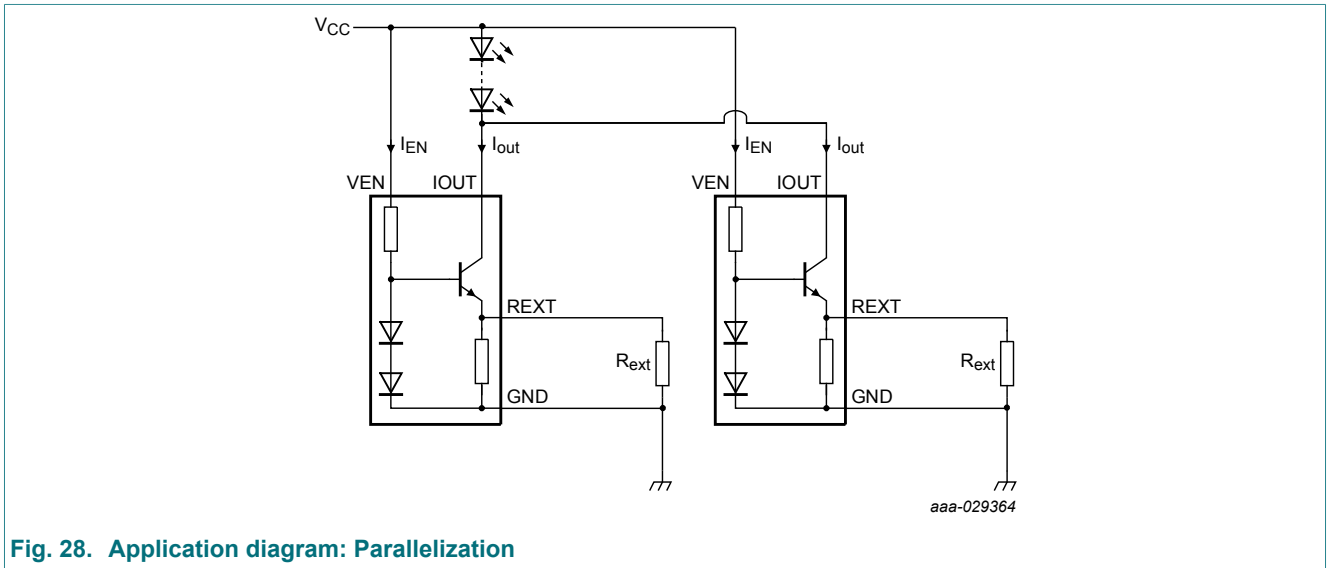 VCC
IEN Iout IEN Iout
VEN IOUT VEN IOUT
REXT REXT
Rext Rext
GND GND
aaa-029364
Fig. 28. Application diagram: Parallelization